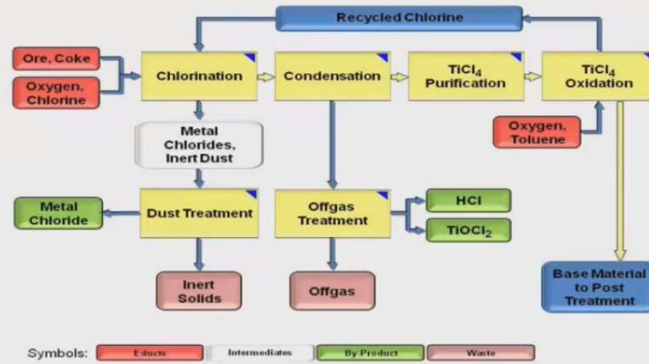 Recycled Chlorine
Ore, Coke
Oxygen,
Chlorine
Chlorination
Condensation
TiCl4
Purification
TiCl4
Oxidation
Metal
Chlorides,
Inert Dust
Oxygen,
Toluene
Metal
Chloride
Dust Treatment
Offgas
Treatment
HCl
TiOCl2
Inert
Solids
Offgas
Base Material
to Post
Treatment
Symbols: Educts Intermediates By Product Waste